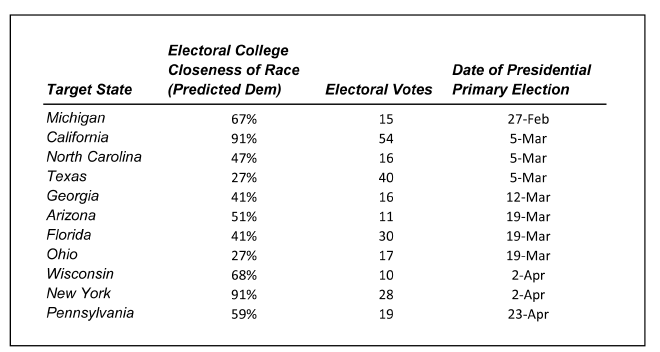 Electoral College
Closeness of Race Date of Presidential
Target State (Predicted Dem) Electoral Votes Primary Election
Michigan 67% 15 27-Feb
California 91% 54 5-Mar
North Carolina 47% 16 5-Mar
Texas 27% 40 5-Mar
Georgia 41% 16 12-Mar
Arizona 51% 11 19-Mar
Florida 41% 30 19-Mar
Ohio 27% 17 19-Mar
Wisconsin 68% 10 2-Apr
New York 91% 28 2-Apr
Pennsylvania 59% 19 23-Apr